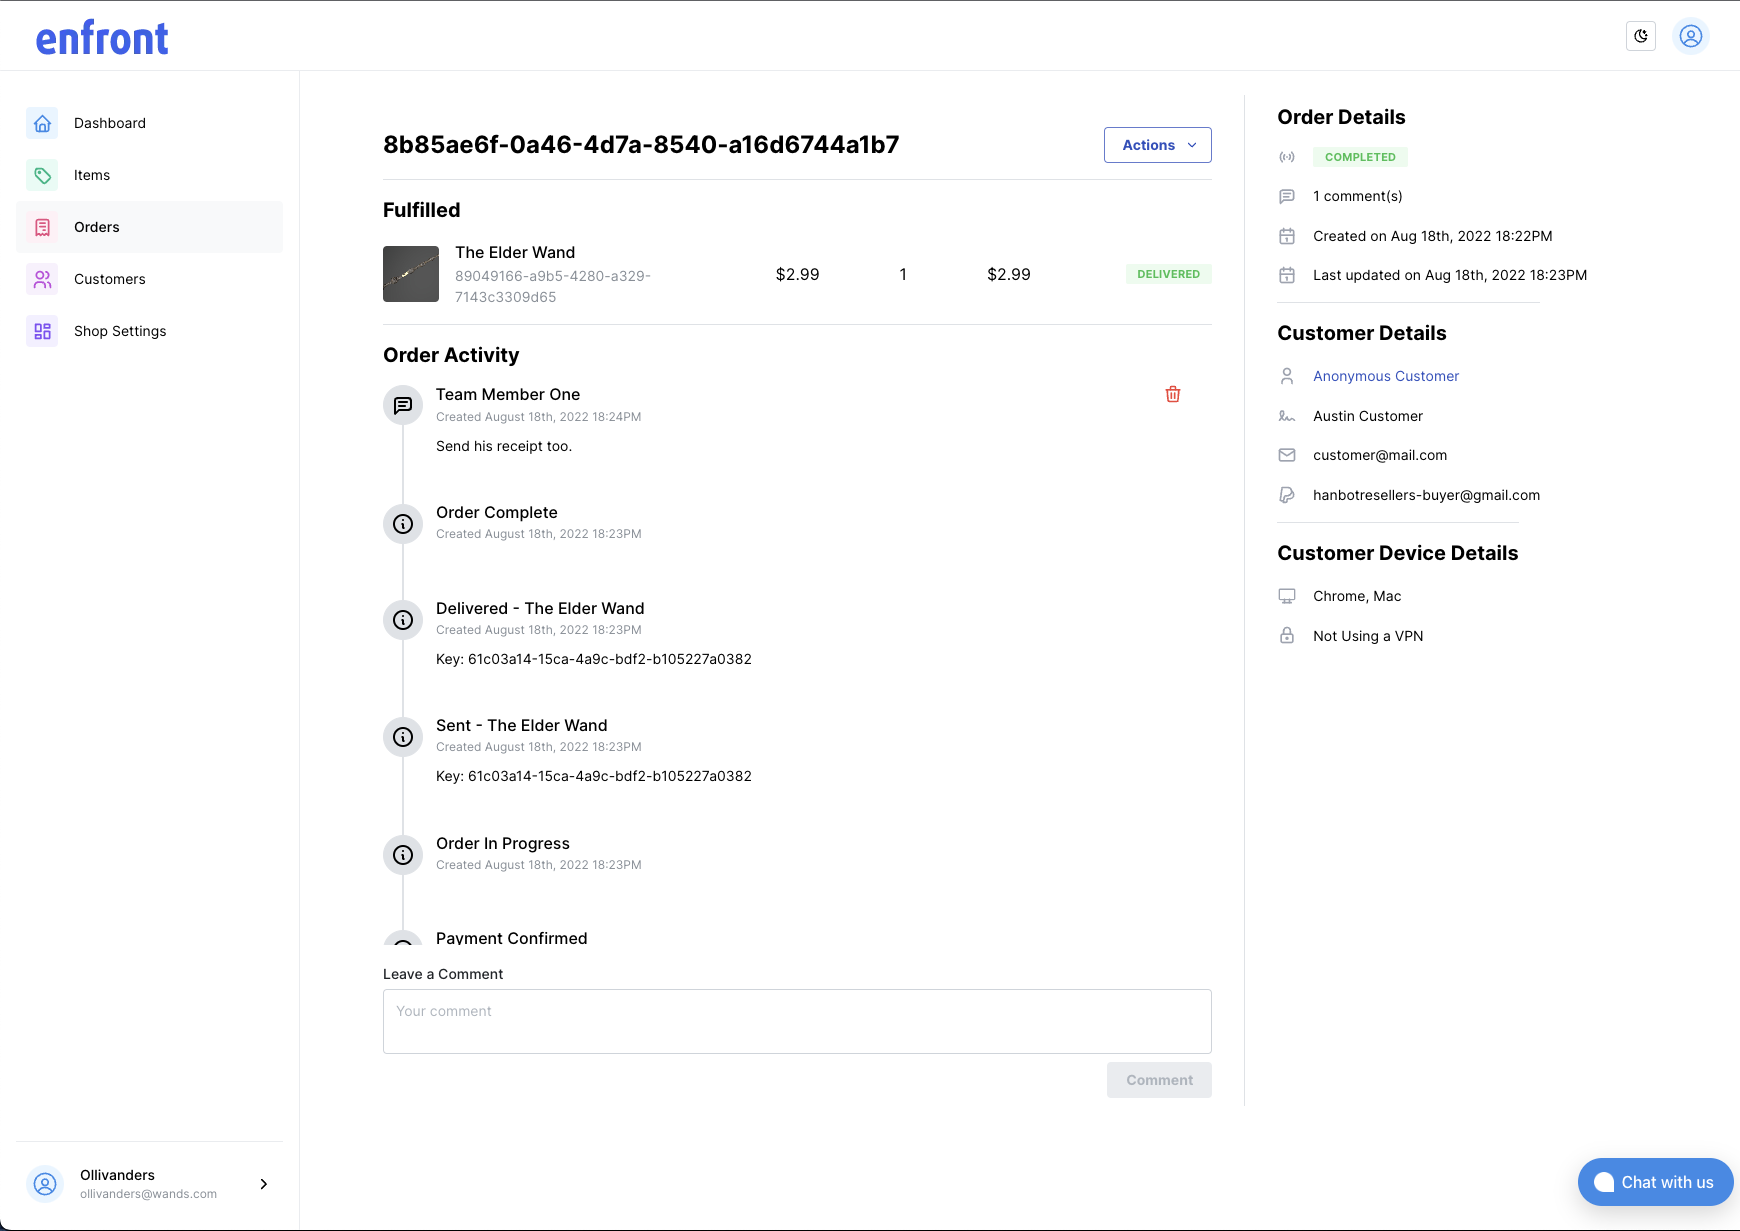 enfront
Dashboard
Items
Orders
Customers
Shop Settings
Ollivanders
ollivanders@wands.com
8b85ae6f-0a46-4d7a-8540-a16d6744a1b7
Actions
Fulfilled
The Elder Wand
89049166-a9b5-4280-a329-
7143c3309d65
$2.99
1
$2.99
DELIVERED
Order Activity
Team Member One
Created August 18th, 2022 18:24PM
Send his receipt too.
Order Complete
Created August 18th, 2022 18:23PM
Delivered - The Elder Wand
Created August 18th, 2022 18:23PM
Key: 61c03a14-15ca-4a9c-bdf2-b105227a0382
Sent - The Elder Wand
Created August 18th, 2022 18:23PM
Key: 61c03a14-15ca-4a9c-bdf2-b105227a0382
Order In Progress
Created August 18th, 2022 18:23PM
Payment Confirmed
Leave a Comment
Your comment
Comment
Order Details
COMPLETED
1 comment(s)
Created on Aug 18th, 2022 18:22PM
Last updated on Aug 18th, 2022 18:23PM
Customer Details
Anonymous Customer
Austin Customer
customer@mail.com
hanbotresellers-buyer@gmail.com
Customer Device Details
Chrome, Mac
Not Using a VPN
Chat with us